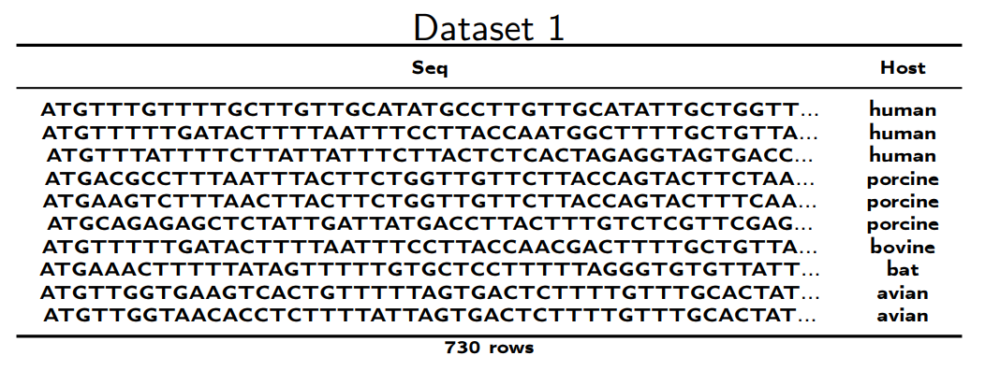 Dataset 1
Seq Host
ATGTTTGTTTTGCTTGTTGCATATGCCTTGTTGCATATTGCTGGTT... human
ATGTTTTTGATACTTTTAATTTCCTTACCAATGGCTTTTGCTGTTA... human
ATGTTTATTTTCTTATTATTTCTTACTCTCACTAGAGGTAGTGACC... human
ATGACGCCTTTAATTTACTTCTGGTTGTTCTTACCAGTACTTCTAA... porcine
ATGAAGTCTTTAACTTACTTCTGGTTGTTCTTACCAGTACTTTCAA... porcine
ATGCAGAGAGCTCTATTGATTATGACCTTACTTTGTCTCGTTCGAG... porcine
ATGTTTTTGATACTTTTAATTTCCTTACCAACGACTTTTGCTGTTA... bovine
ATGAAACTTTTTATAGTTTTTGTGCTCCTTTTTAGGGTGTGTTATT... bat
ATGTTGGTGAAGTCACTGTTTTTAGTGACTCTTTTGTTTGCACTAT... avian
ATGTTGGTAACACCTCTTTTATTAGTGACTCTTTTGTTTGCACTAT... avian
730 rows